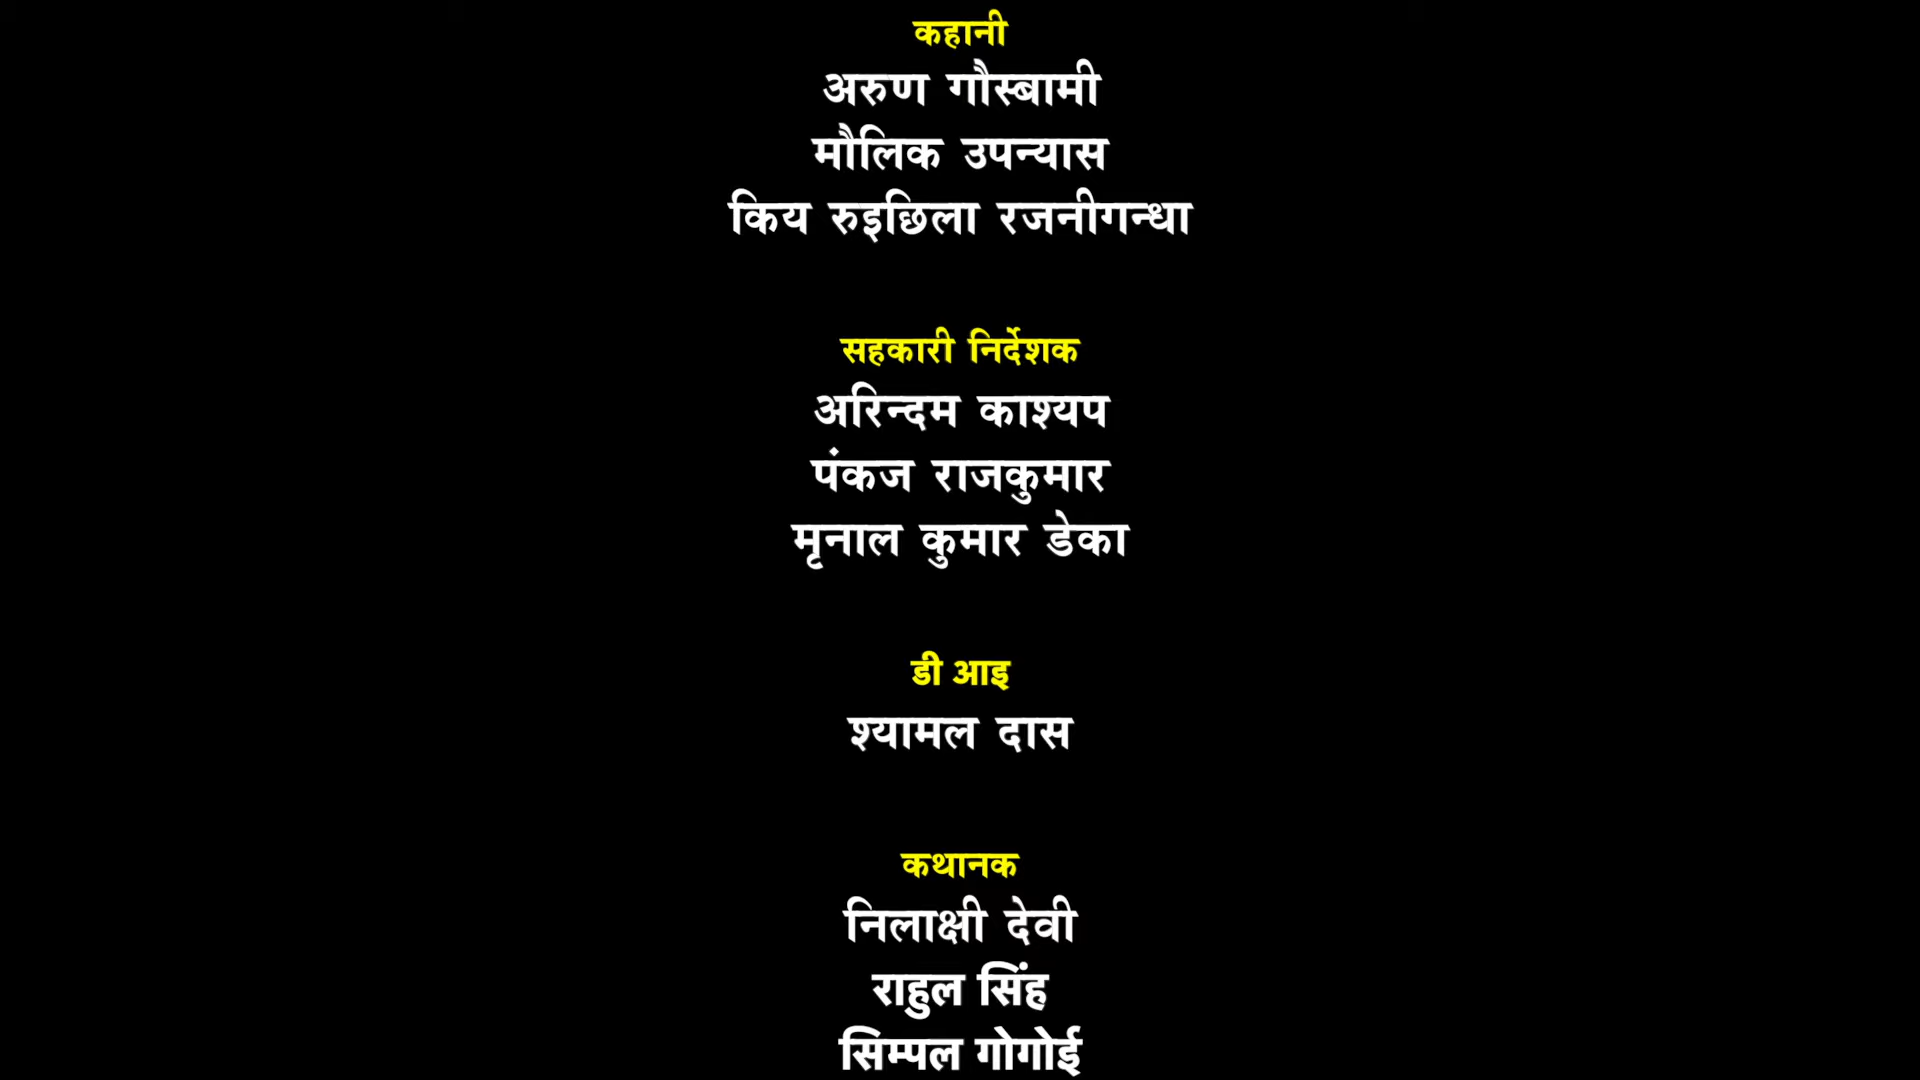 कहानी
अरुण गौस्बामी
मौलिक उपन्यास
किय रुइछिला रजनीगन्धा
सहकारी निर्देशक
अरिन्दम काश्यप
पंकज राजकुमार
मृनाल कुमार डेका
डी आइ
श्यामल दास
कथानक
निलाक्षी देवी
राहुल सिंह
सिम्पल गोगोई